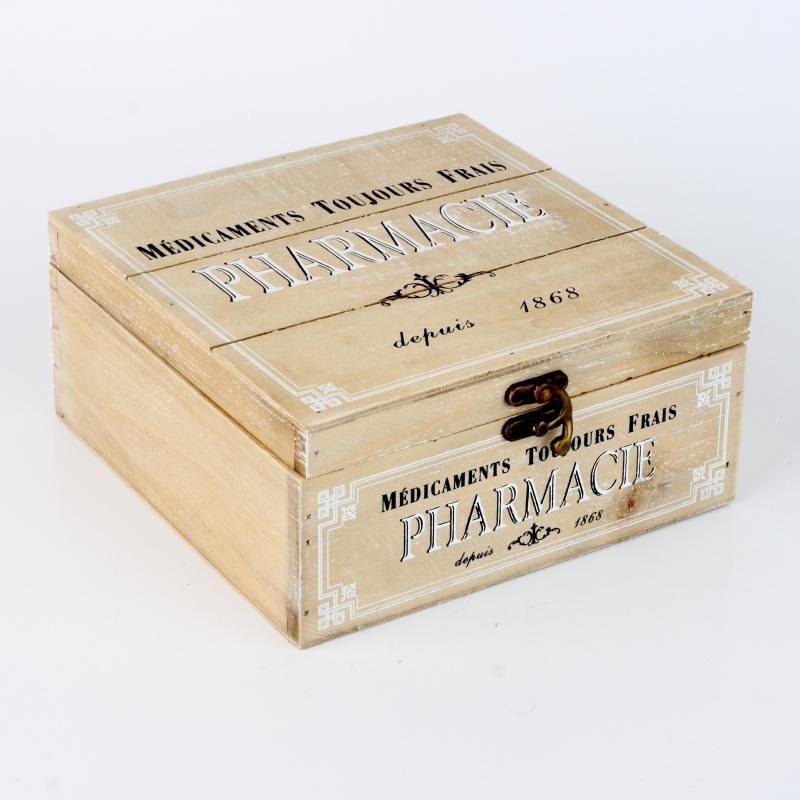 Médicaments Toujours Frais
PHARMACIE
depuis 1868
Médicaments Toujours Frais
PHARMACIE
depuis 1868